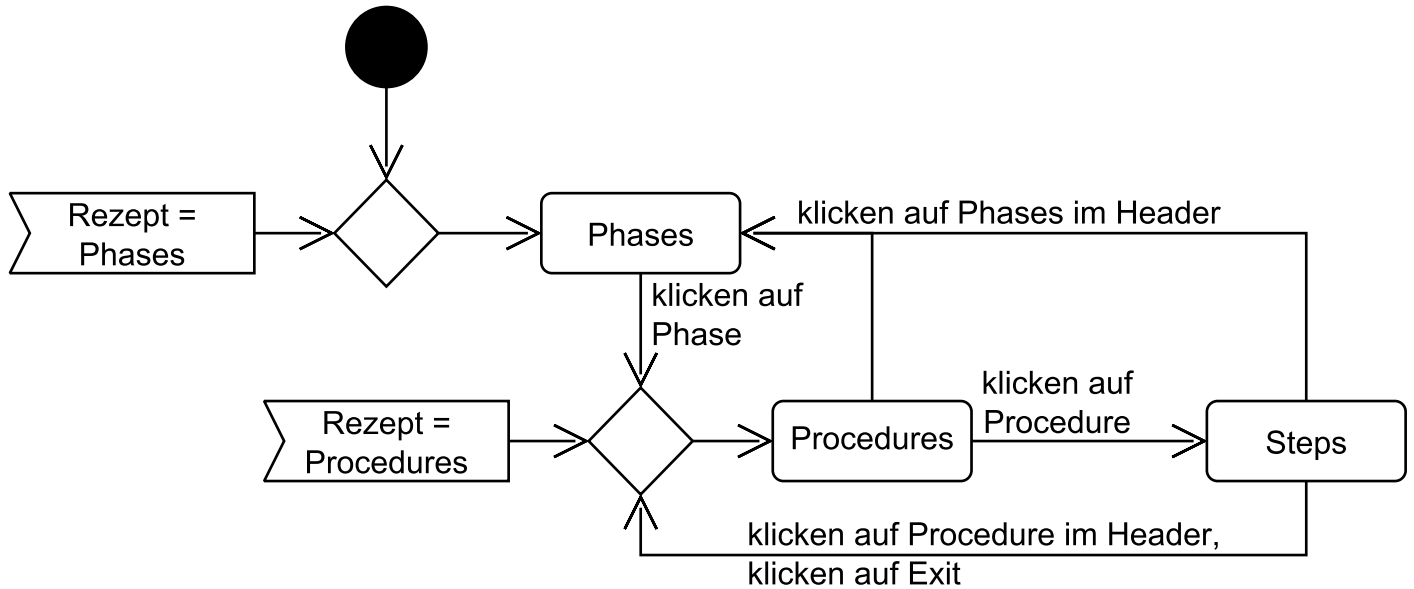 Rezept =
Phases
Phases
klicken auf Phases im Header
klicken auf
Phase
Rezept =
Procedures
Procedures
klicken auf
Procedure
Steps
klicken auf Procedure im Header,
klicken auf Exit